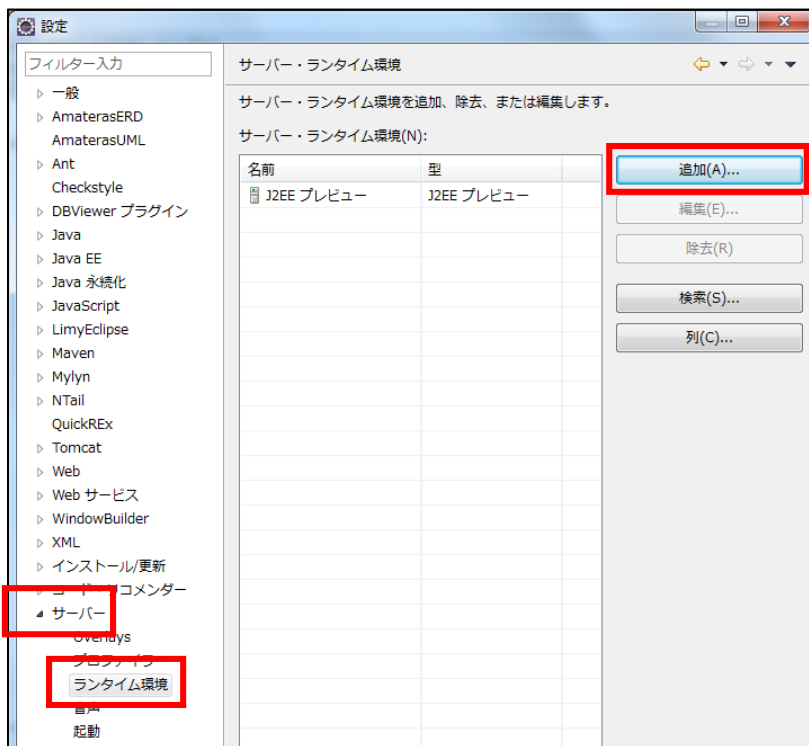 設定
フィルター入力
一般
AmaterasERD
AmaterasUML
Ant
Checkstyle
DBViewer プラグイン
Java
Java EE
Java 永続化
JavaScript
LimyEclipse
Maven
Mylyn
NTail
QuickREx
Tomcat
Web
Web サービス
WindowBuilder
XML
インストール/更新
コード・リコメンダー
サーバー
Overlays
プロファイラ
ランタイム環境
音声
起動
サーバー・ランタイム環境
サーバー・ランタイム環境を追加、除去、または編集します。
サーバー・ランタイム環境(N):
名前 型
J2EE プレビュー J2EE プレビュー
追加(A)...
編集(E)...
除去(R)
検索(S)...
列(C)...